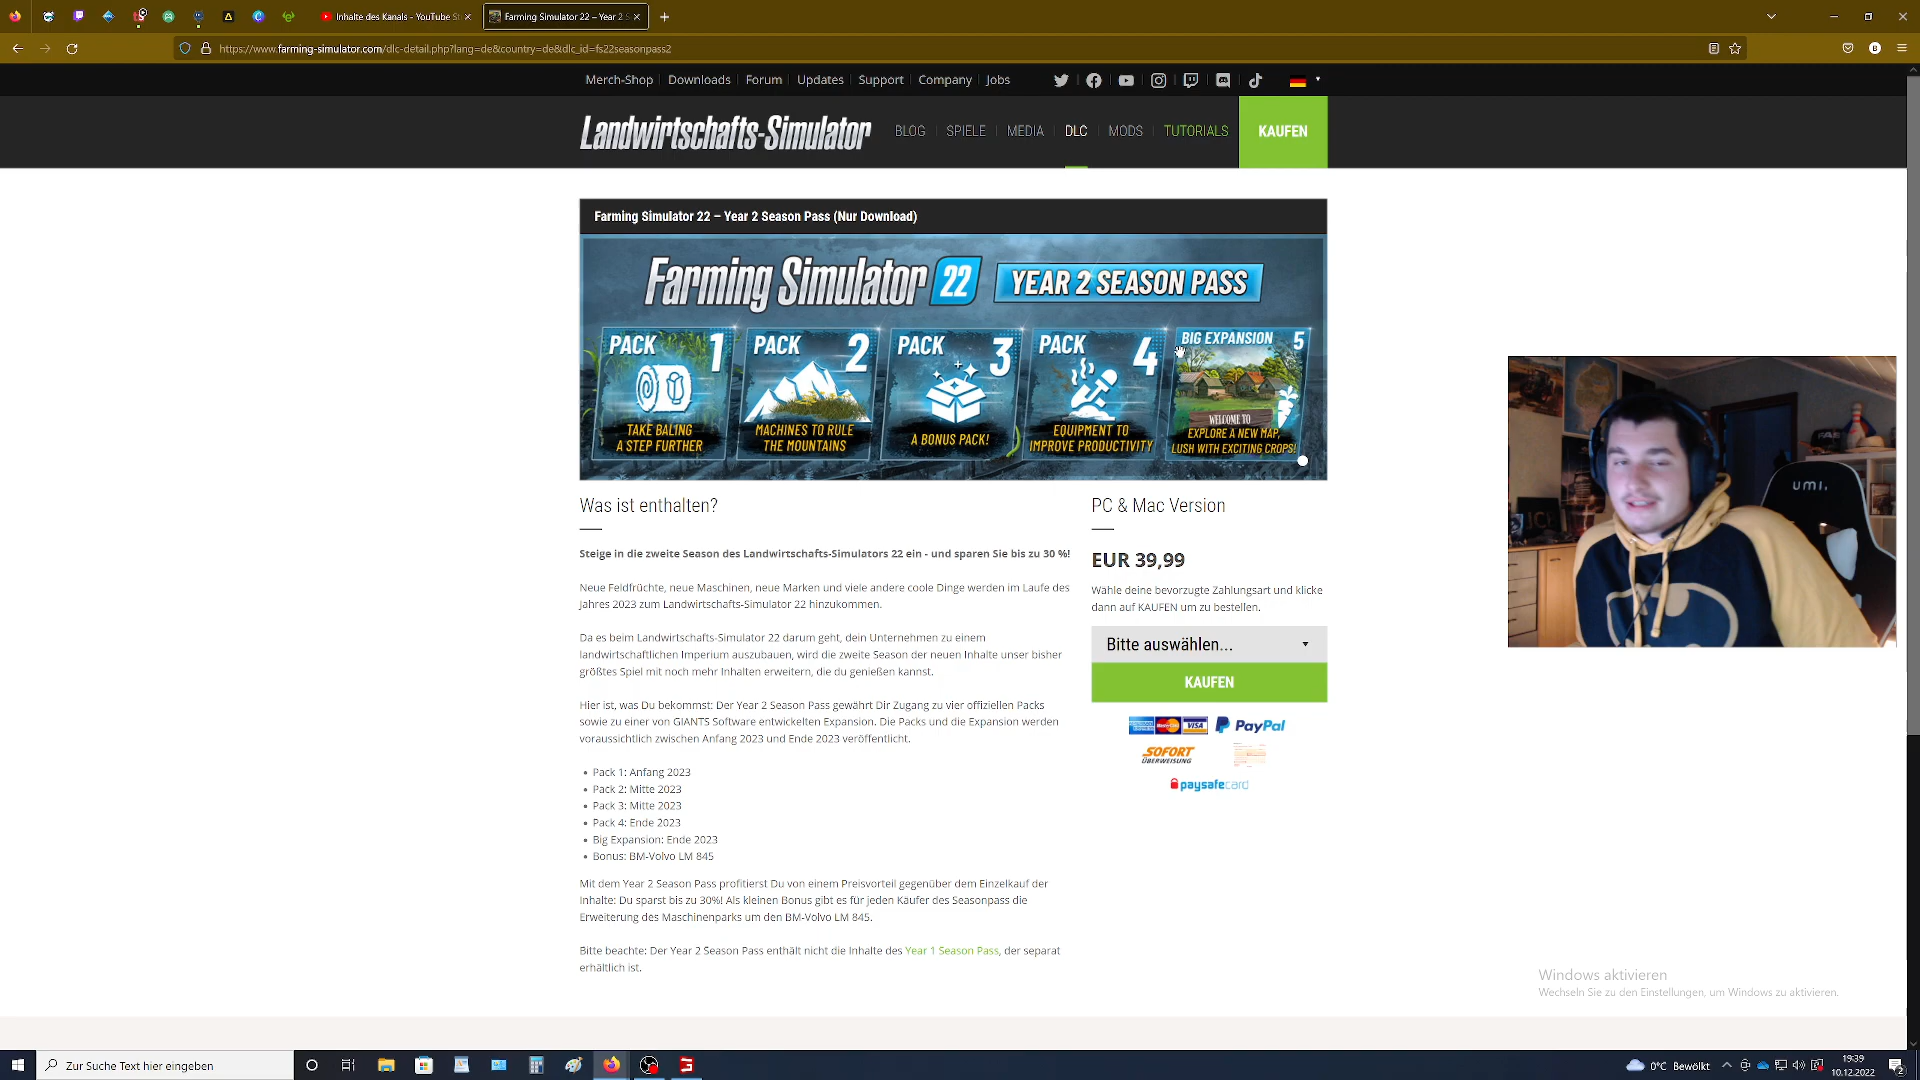 Inhalte des Kanals - YouTube St
Farming Simulator 22 – Year 2 S
https://www.farming-simulator.com/dlc-detail.php?lang=de&country=de&dlc_id=fs22seasonpass2
Merch-Shop Downloads Forum Updates Support Company Jobs
Landwirtschafts-Simulator BLOG SPIELE MEDIA DLC MODS TUTORIALS KAUFEN
Farming Simulator 22 – Year 2 Season Pass (Nur Download)
Farming Simulator 22 YEAR 2 SEASON PASS
PACK 1
TAKE BALING
A STEP FURTHER
PACK 2
MACHINES TO RULE
THE MOUNTAINS
PACK 3
A BONUS PACK!
PACK 4
EQUIPMENT TO
IMPROVE PRODUCTIVITY
BIG EXPANSION 5
WELCOME TO
EXPLORE A NEW MAP,
LUSH WITH EXCITING CROPS!
Was ist enthalten?
Steige in die zweite Season des Landwirtschafts-Simulators 22 ein - und sparen Sie bis zu 30 %!
Neue Feldfrüchte, neue Maschinen, neue Marken und viele andere coole Dinge werden im Laufe des
Jahres 2023 zum Landwirtschafts-Simulator 22 hinzukommen.
Da es beim Landwirtschafts-Simulator 22 darum geht, dein Unternehmen zu einem
landwirtschaftlichen Imperium auszubauen, wird die zweite Season der neuen Inhalte unser bisher
größtes Spiel mit noch mehr Inhalten erweitern, die du genießen kannst.
Hier ist, was Du bekommst: Der Year 2 Season Pass gewährt Dir Zugang zu vier offiziellen Packs
sowie zu einer von GIANTS Software entwickelten Expansion. Die Packs und die Expansion werden
voraussichtlich zwischen Anfang 2023 und Ende 2023 veröffentlicht.
• Pack 1: Anfang 2023
• Pack 2: Mitte 2023
• Pack 3: Mitte 2023
• Pack 4: Ende 2023
• Big Expansion: Ende 2023
• Bonus: BM-Volvo LM 845
Mit dem Year 2 Season Pass profitierst Du von einem Preisvorteil gegenüber dem Einzelkauf der
Inhalte: Du sparst bis zu 30%! Als kleinen Bonus gibt es für jeden Käufer des Seasonpass die
Erweiterung des Maschinenparks um den BM-Volvo LM 845.
Bitte beachte: Der Year 2 Season Pass enthält nicht die Inhalte des Year 1 Season Pass, der separat
erhältlich ist.
PC & Mac Version
EUR 39,99
Wähle deine bevorzugte Zahlungsart und klicke
dann auf KAUFEN um zu bestellen.
Bitte auswählen...
KAUFEN
VISA PayPal
SOFORT
ÜBERWEISUNG
paysafecard
umi.
Windows aktivieren
Wechseln Sie zu den Einstellungen, um Windows zu aktivieren.
Zur Suche Text hier eingeben
0°C Bewölkt
19:39
10.12.2022